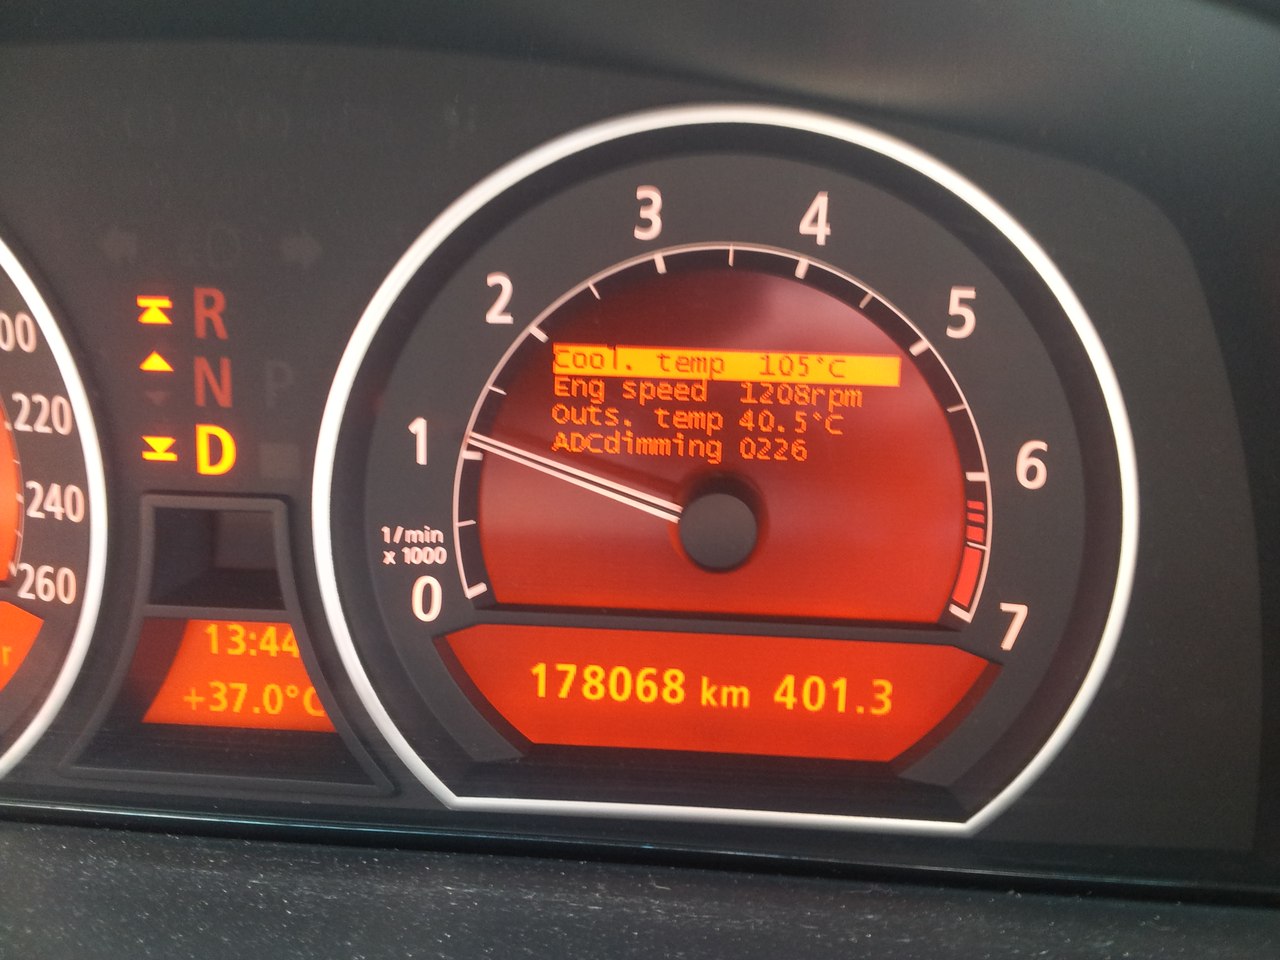 3
4
2
5
1
6
0
7
1/min
x 1000
Cool. temp 105°C
Eng speed 1208rpm
Outs. temp 40.5°C
ADCdimming 0226
R
N P
D
220
240
260
13:44
+37.0°C
178068 km 401.3